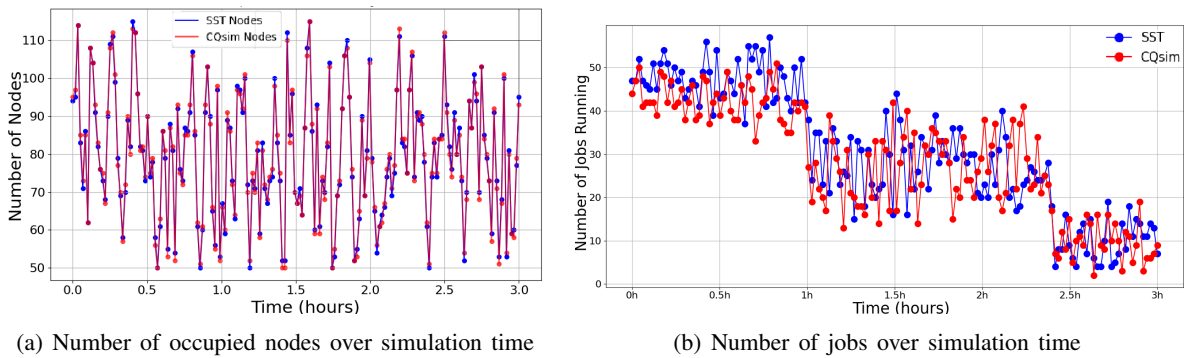 SST Nodes
CQsim Nodes
Number of Nodes
110
100
90
80
70
60
50
0.0 0.5 1.0 1.5 2.0 2.5 3.0
Time (hours)
(a) Number of occupied nodes over simulation time
SST
CQsim
Number of Jobs Running
50
40
30
20
10
0
0h 0.5h 1h 1.5h 2h 2.5h 3h
Time (hours)
(b) Number of jobs over simulation time